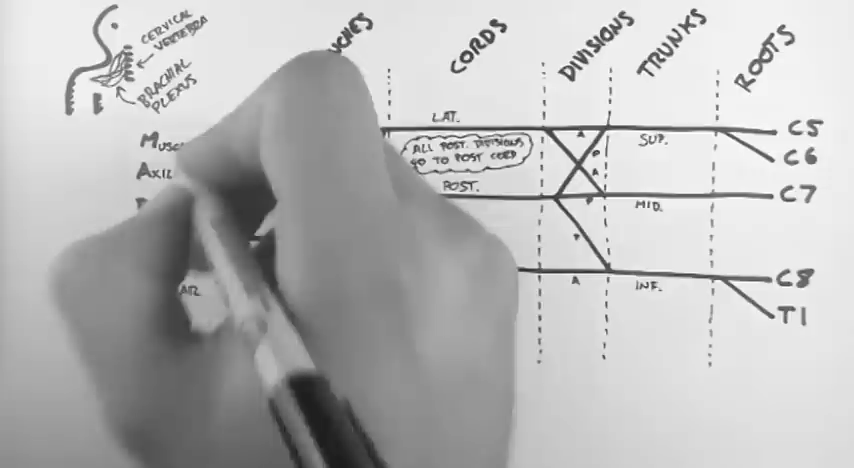 CERVICAL
VERTEBRA
BRACHIAL
PLEXUS
CORDS
DIVISIONS
TRUNKS
ROOTS
LAT.
ALL POST. DIVISIONS
GO TO POST CORD
POST.
A
P
A
P
P
A
SUP.
MID.
INF.
C5
C6
C7
C8
T1